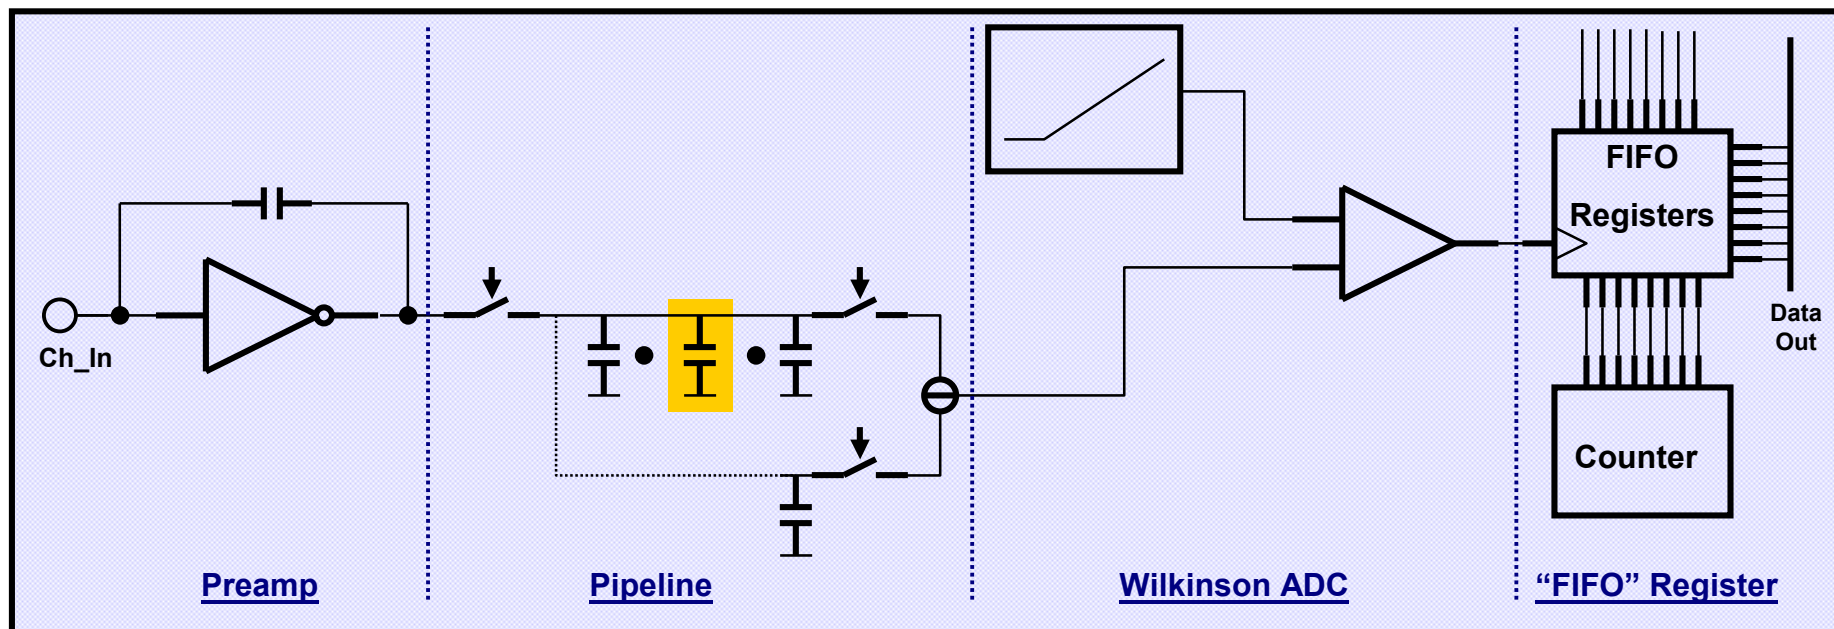 FIFO
Registers
Data
Out
Ch_In
Counter
Preamp
Pipeline
Wilkinson ADC
“FIFO” Register